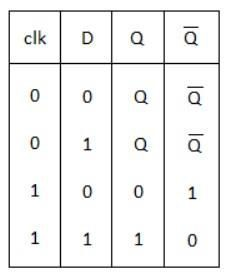 clk D Q Q̅
0 0 Q Q̅
0 1 Q Q̅
1 0 0 1
1 1 1 0